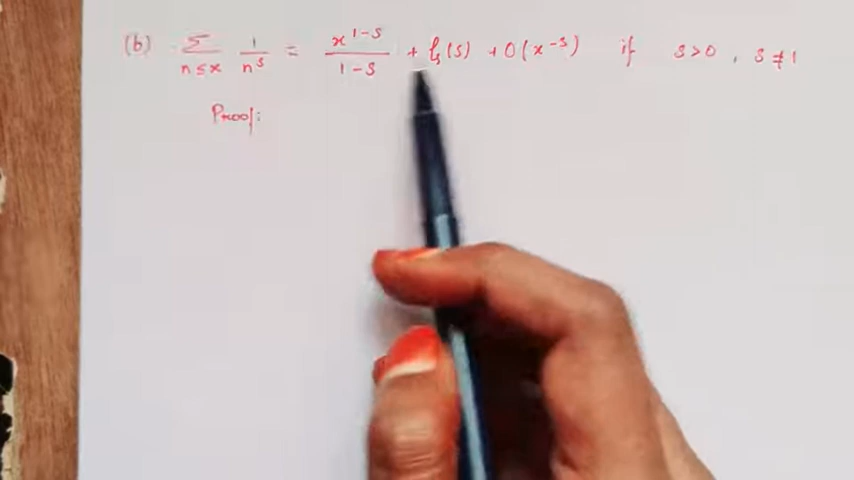 (b) Σ_{n≤x} 1/n^s = x^{1-s}/(1-s) + ζ(s) + O(x^{-s}) if s>0, s≠1
Proof: